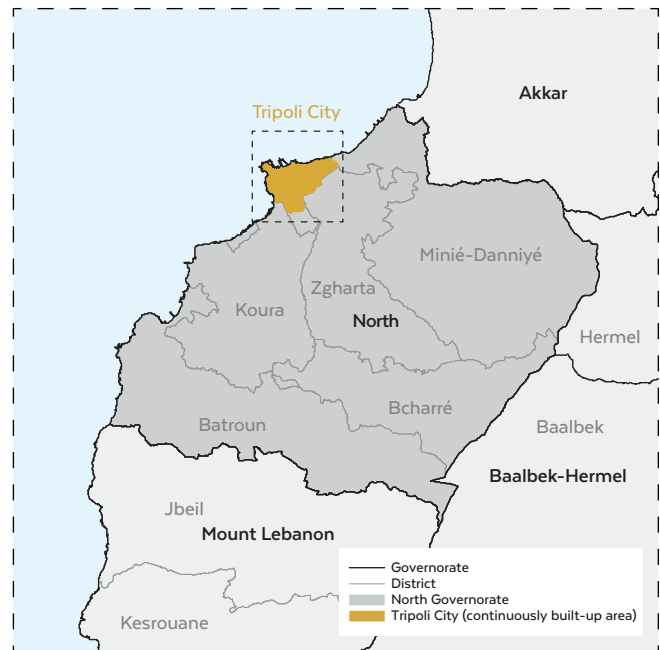 Akkar
Tripoli City
Minié-Danniyé
Zgharta
Koura
North
Hermel
Bcharré
Batroun
Baalbek
Baalbek-Hermel
Jbeil
Mount Lebanon
Kesrouane
Governorate
District
North Governorate
Tripoli City (continuously built-up area)